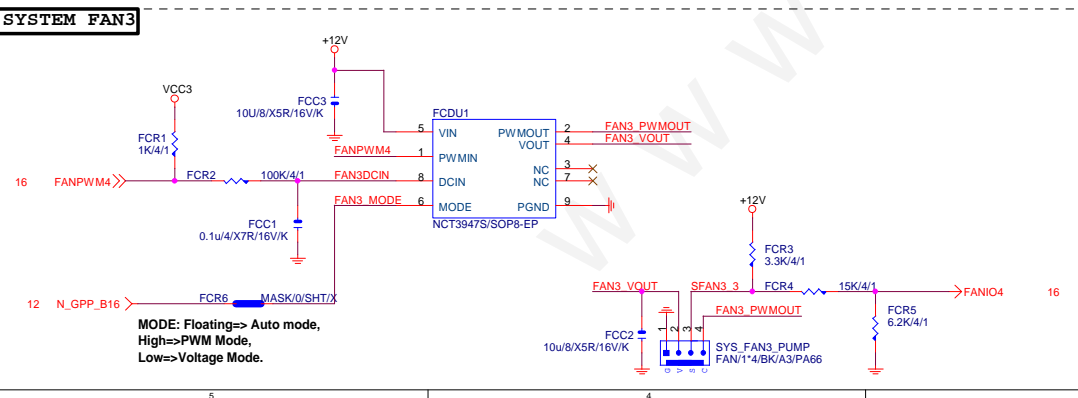 SYSTEM FAN3
+12V
VCC3
FCC3
10U/8/X5R/16V/K
FCR1
1K/4/1
FCDU1
5 VIN PWMOUT 2 FAN3_PWMOUT
VOUT 4 FAN3_VOUT
FANPWM4 1 PWMIN
NC 3
16 FANPWM4 FCR2 100K/4/1 FAN3DCIN 8 DCIN NC 7
FAN3_MODE 6 MODE PGND 9
NCT3947S/SOP8-EP
FCC1
0.1u/4/X7R/16V/K
+12V
FCR3
3.3K/4/1
12 N_GPP_B16 FCR6 MASK/0/SHT/X
FAN3_VOUT SFAN3_3 FCR4 15K/4/1 FANIO4 16
FAN3_PWMOUT
FCR5
6.2K/4/1
MODE: Floating=> Auto mode,
High=>PWM Mode,
Low=>Voltage Mode.
FCC2
10u/8/X5R/16V/K
1 2 3 4
G V S C
SYS_FAN3_PUMP
FAN/1*4/BK/A3/PA66
5 4
w w w